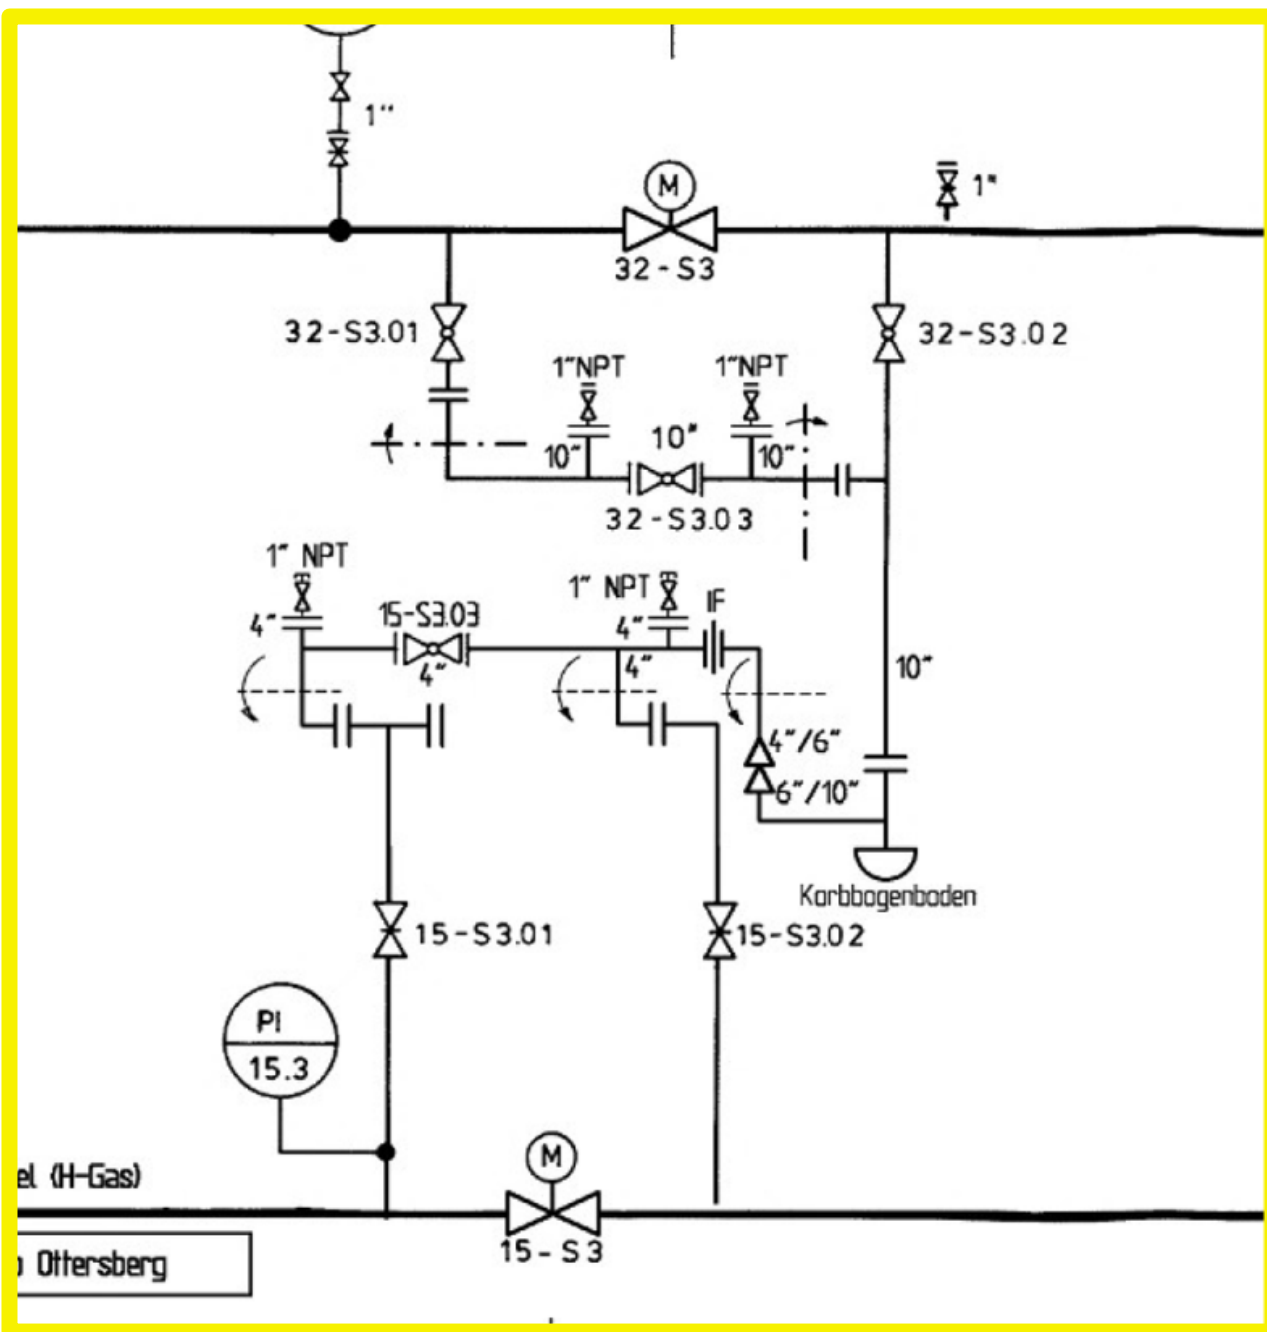 1"
M
1"
32-S3
32-S3.01
32-S3.02
1"NPT
1"NPT
10"
10"
10"
32-S3.03
1" NPT
1" NPT
IF
4"
15-S3.03
4"
4"
4"
10"
4"/6"
6"/10"
Korbbogenboden
15-S3.01
15-S3.02
PI
15.3
M
el (H-Gas)
15-S3
Ottersberg